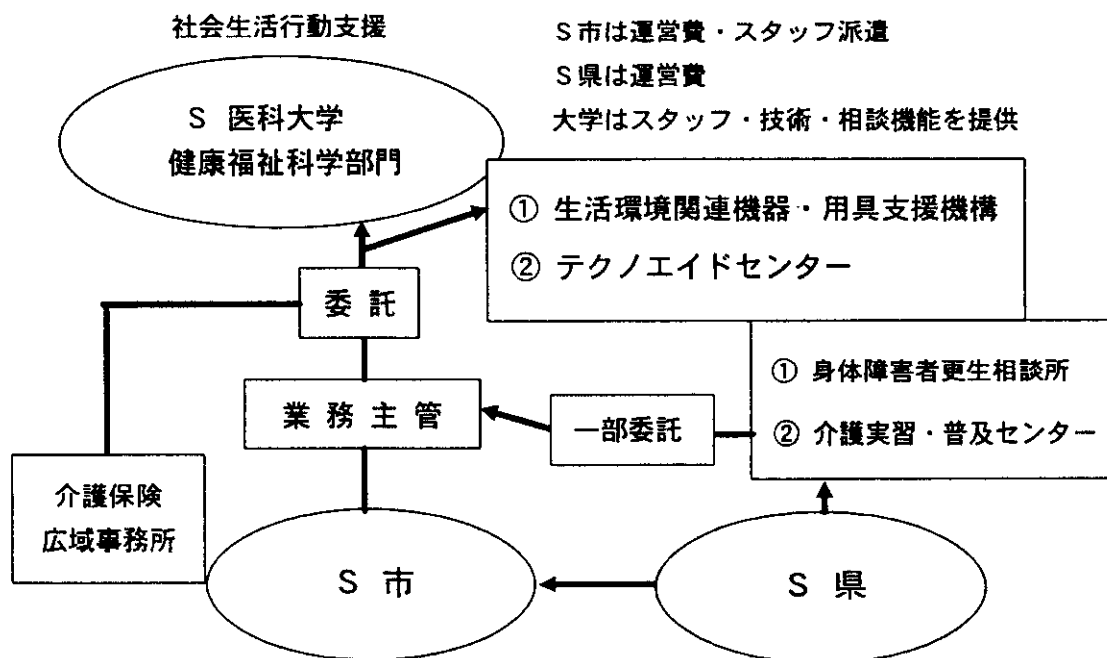 社会生活行動支援
S市は運営費・スタッフ派遣
S県は運営費
大学はスタッフ・技術・相談機能を提供
S 医科大学
健康福祉科学部門
① 生活環境関連機器・用具支援機構
② テクノエイドセンター
委 託
① 身体障害者更生相談所
業 務 主 管
一部委託
② 介護実習・普及センター
介護保険
広域事務所
S 市
S 県